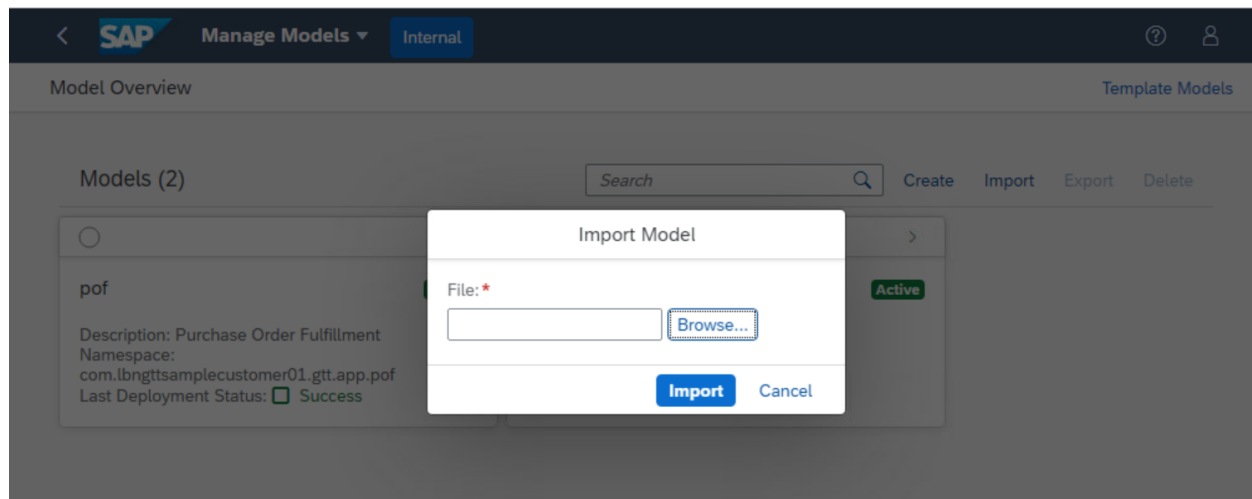 SAP Manage Models Internal
Model Overview Template Models
Models (2) Search Create Import Export Delete
Import Model
pof Active
File:*
Browse...
Description: Purchase Order Fulfillment
Namespace:
com.lbngttsamplecustomer01.gtt.app.pof
Last Deployment Status: Success
Import Cancel